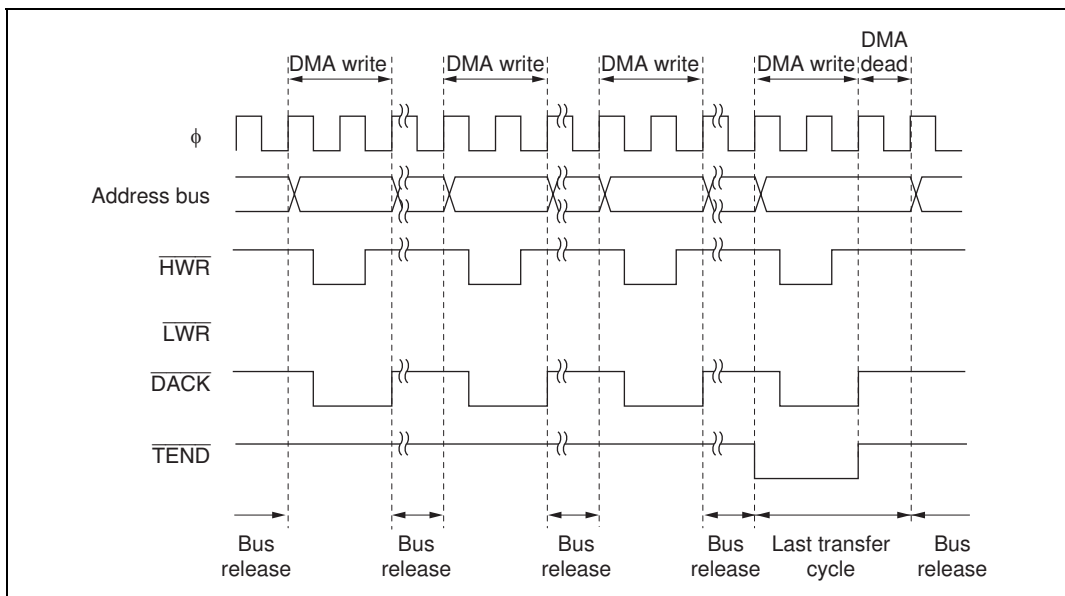 DMA
DMA write DMA write DMA write DMA write dead
ϕ
Address bus
HWR
LWR
DACK
TEND
Bus Bus Bus Bus Last transfer Bus
release release release release cycle release